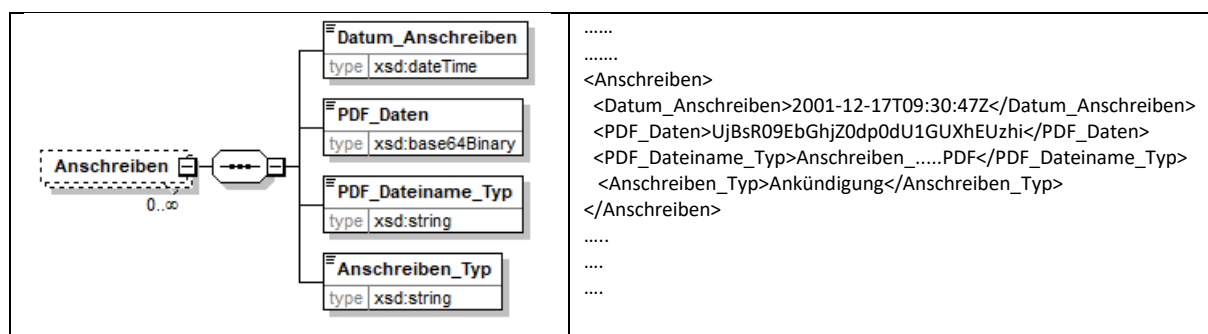 Datum_Anschreiben
type xsd:dateTime
PDF_Daten
type xsd:base64Binary
Anschreiben
0..∞
PDF_Dateiname_Typ
type xsd:string
Anschreiben_Typ
type xsd:string
......
.......
<Anschreiben>
<Datum_Anschreiben>2001-12-17T09:30:47Z</Datum_Anschreiben>
<PDF_Daten>UjBsR09EbGhjZ0dp0dU1GUXhEUzhi</PDF_Daten>
<PDF_Dateiname_Typ>Anschreiben_.....PDF</PDF_Dateiname_Typ>
<Anschreiben_Typ>Ankündigung</Anschreiben_Typ>
</Anschreiben>
.....
....
....